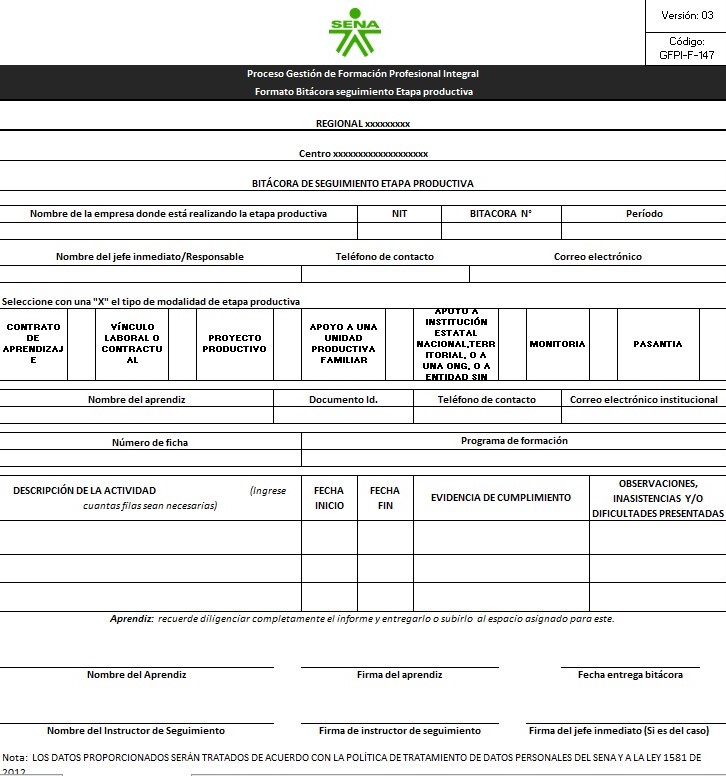 SENA
Versión: 03
Código:
GFPI-F-147
Proceso Gestión de Formación Profesional Integral
Formato Bitácora seguimiento Etapa productiva
REGIONAL xxxxxxxxx
Centro xxxxxxxxxxxxxxxxxxx
BITÁCORA DE SEGUIMIENTO ETAPA PRODUCTIVA
Nombre de la empresa donde está realizando la etapa productiva
NIT
BITACORA N°
Período
Nombre del jefe inmediato/Responsable
Teléfono de contacto
Correo electrónico
Seleccione con una "X" el tipo de modalidad de etapa productiva
CONTRATO
DE
APRENDIZAJ
E
VÍNCULO
LABORAL O
CONTRACTU
AL
PROYECTO
PRODUCTIVO
APOYO A UNA
UNIDAD
PRODUCTIVA
FAMILIAR
APOYO A
INSTITUCIÓN
ESTATAL
NACIONAL,TERR
ITORIAL, O A
UNA ONG, O A
ENTIDAD SIN
MONITORIA
PASANTIA
Nombre del aprendiz
Documento Id.
Teléfono de contacto
Correo electrónico institucional
Número de ficha
Programa de formación
DESCRIPCIÓN DE LA ACTIVIDAD (Ingrese
cuantas filas sean necesarias)
FECHA
INICIO
FECHA
FIN
EVIDENCIA DE CUMPLIMIENTO
OBSERVACIONES,
INASISTENCIAS Y/O
DIFICULTADES PRESENTADAS
Aprendiz: recuerde diligenciar completamente el informe y entregarlo o subirlo al espacio asignado para este.
Nombre del Aprendiz
Firma del aprendiz
Fecha entrega bitácora
Nombre del Instructor de Seguimiento
Firma de instructor de seguimiento
Firma del jefe inmediato (Si es del caso)
Nota: LOS DATOS PROPORCIONADOS SERÁN TRATADOS DE ACUERDO CON LA POLÍTICA DE TRATAMIENTO DE DATOS PERSONALES DEL SENA Y A LA LEY 1581 DE
2012